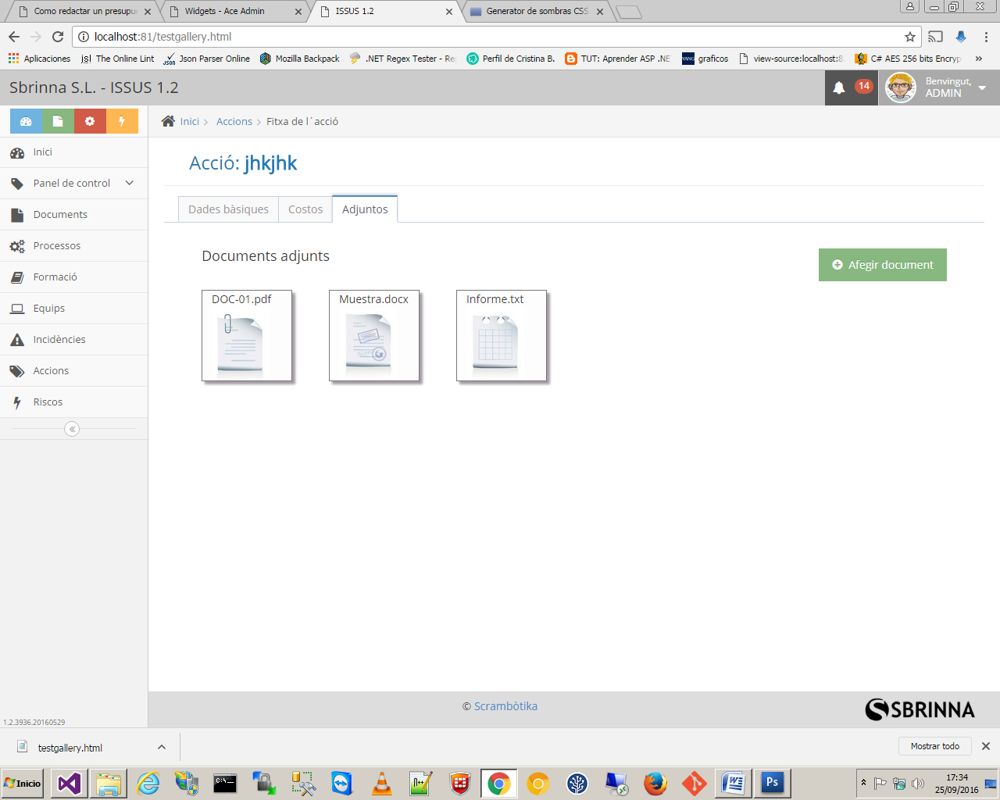 Como redactar un presupue
Widgets - Ace Admin
ISSUS 1.2
Generator de sombras CSS
localhost:81/testgallery.html
Aplicaciones
jsl The Online Lint
Json Parser Online
Mozilla Backpack
.NET Regex Tester - Re
Perfil de Cristina B.
TUT: Aprender ASP .NE
graficos
view-source:localhost:8
C# AES 256 bits Encryp
Sbrinna S.L. - ISSUS 1.2
14
Benvingut,
ADMIN
Inici
Accions
Fitxa de l´acció
Inici
Panel de control
Documents
Processos
Formació
Equips
Incidències
Accions
Riscos
Acció: jhkjhk
Dades bàsiques
Costos
Adjuntos
Documents adjunts
Afegir document
DOC-01.pdf
Muestra.docx
Informe.txt
1.2.3936.20160529
© Scrambòtika
SBRINNA
testgallery.html
Mostrar todo
Inicio
17:34
25/09/2016